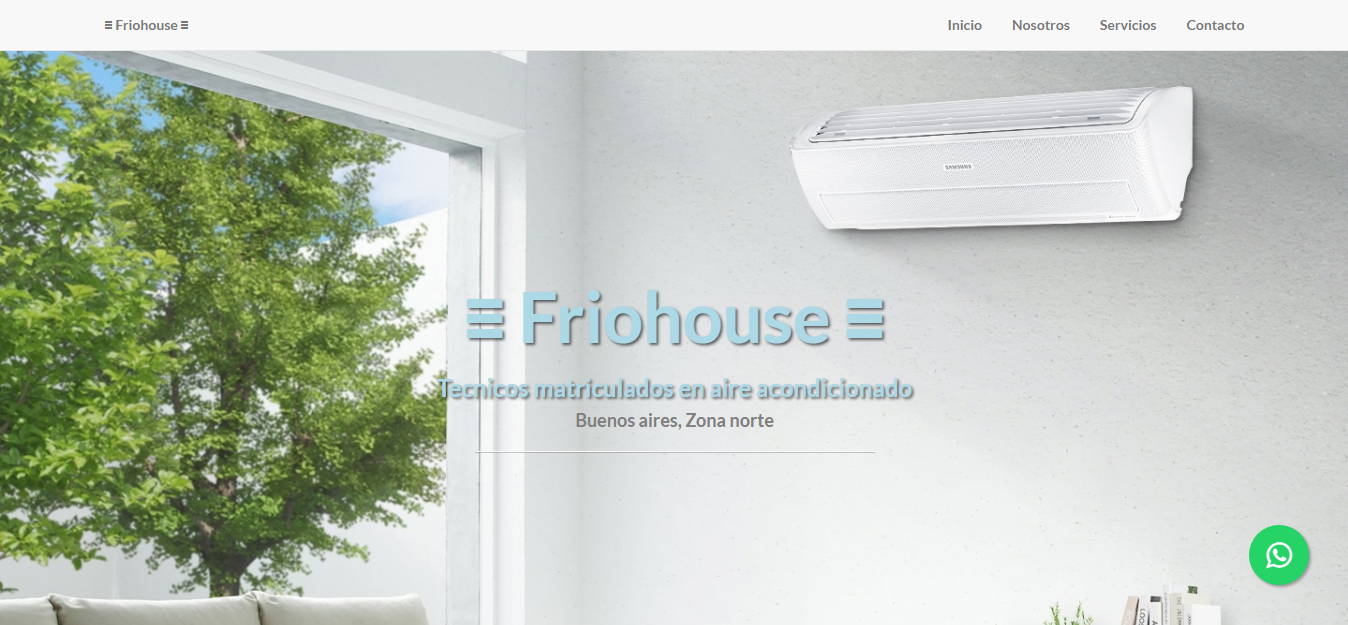 ≡ Friohouse ≡
Inicio
Nosotros
Servicios
Contacto
SAMSUNG
≡ Friohouse ≡
Tecnicos matriculados en aire acondicionado
Buenos aires, Zona norte